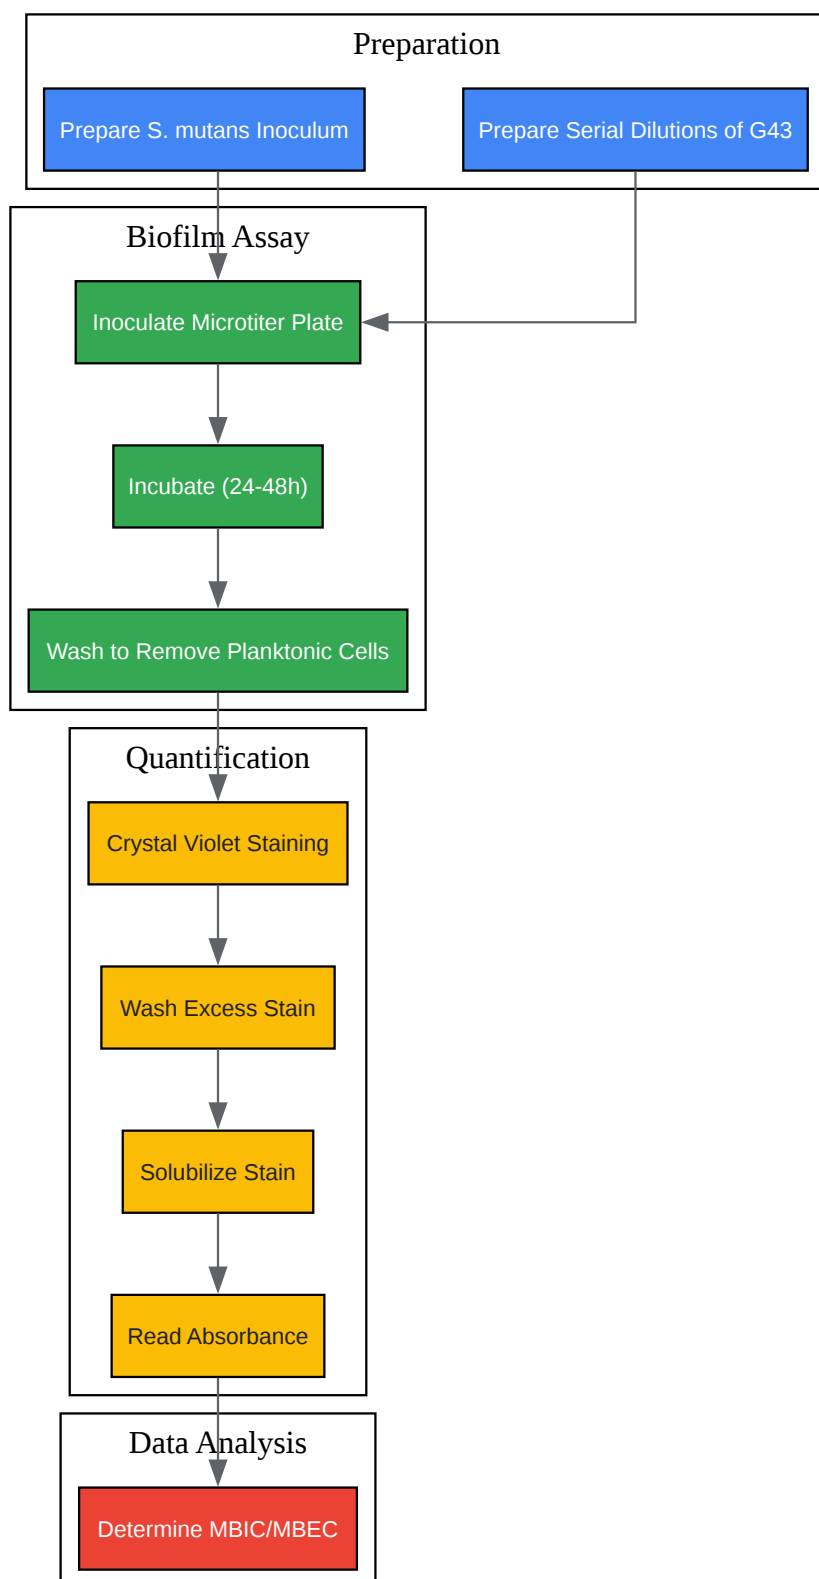 Preparation
Prepare S. mutans Inoculum
Prepare Serial Dilutions of G43
Biofilm Assay
Inoculate Microtiter Plate
Incubate (24-48h)
Wash to Remove Planktonic Cells
Quantification
Crystal Violet Staining
Wash Excess Stain
Solubilize Stain
Read Absorbance
Data Analysis
Determine MBIC/MBEC